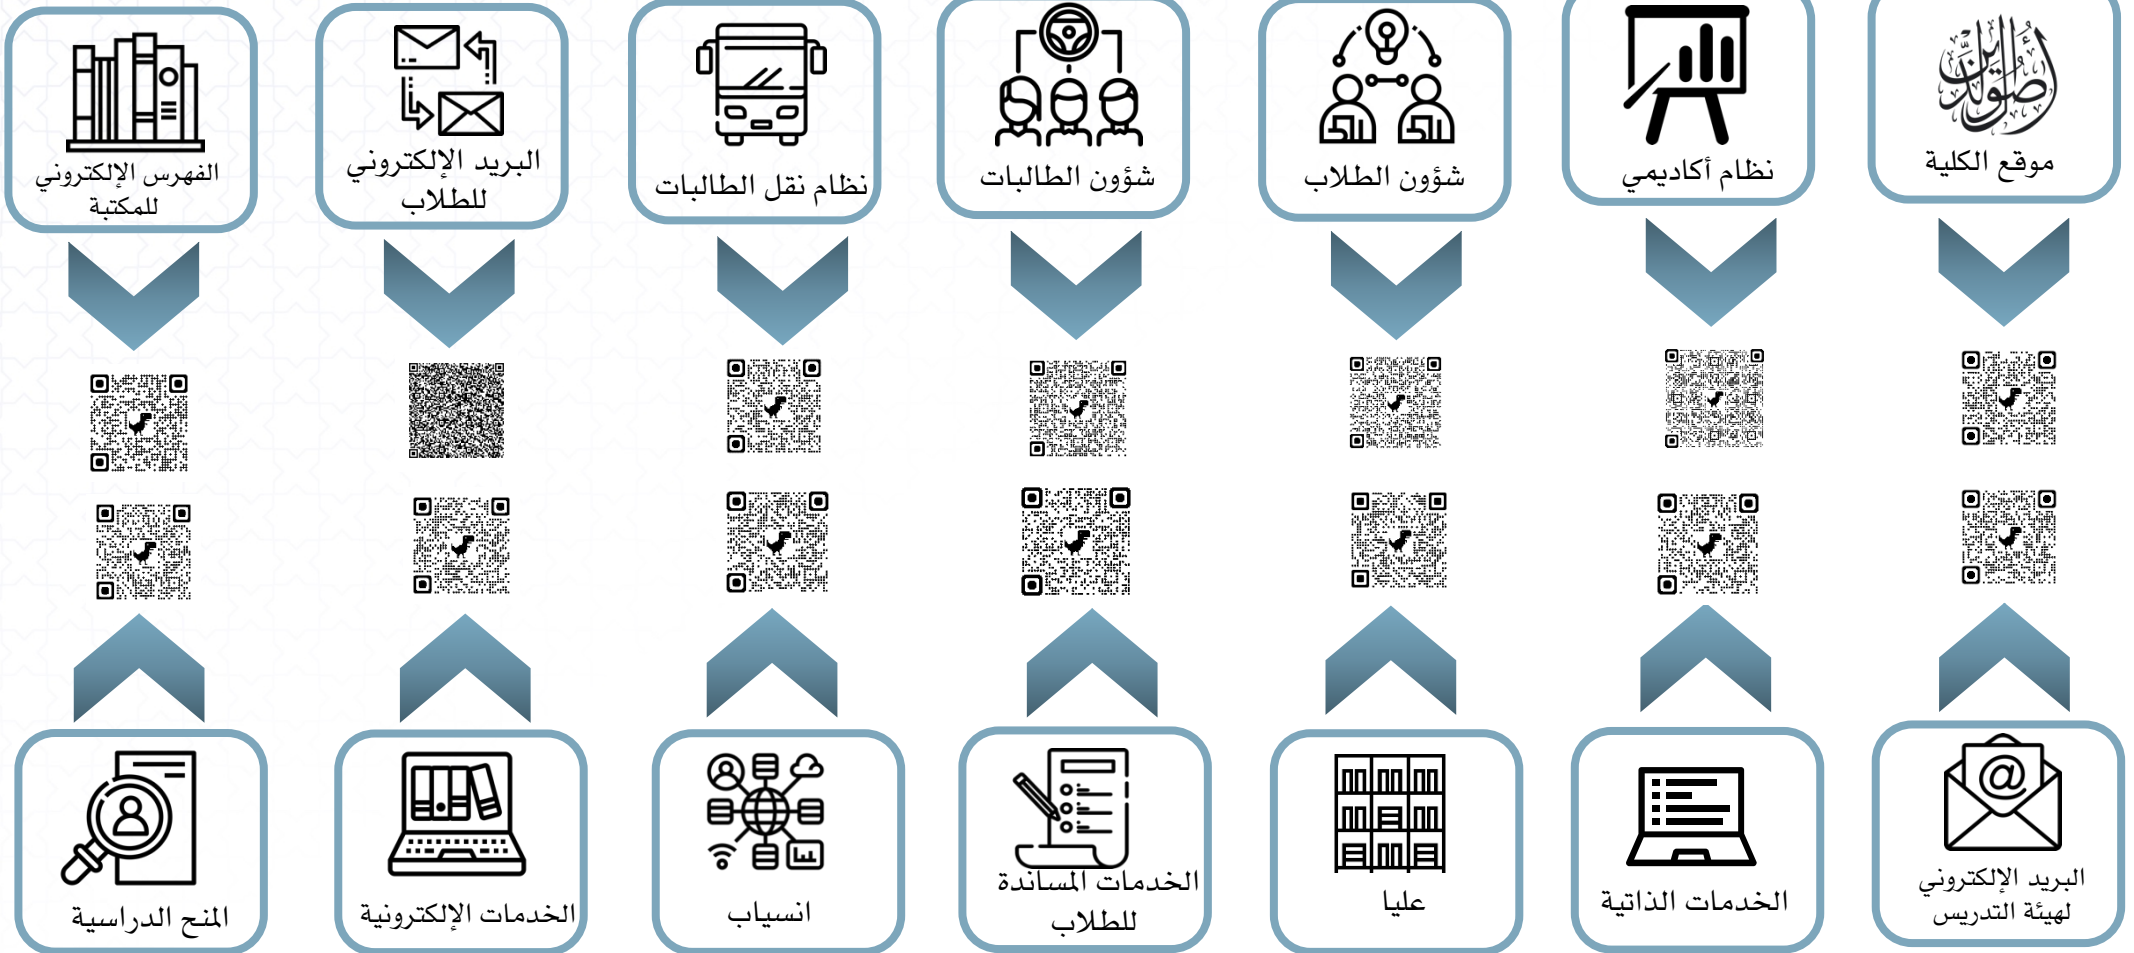 أصول الدين
موقع الكلية
نظام أكاديمي
شؤون الطلاب
شؤون الطالبات
نظام نقل الطالبات
البريد الإلكتروني
للطلاب
الفهرس الإلكتروني
للمكتبة
البريد الإلكتروني
لهيئة التدريس
الخدمات الذاتية
عليا
الخدمات المساندة
للطلاب
انسياب
الخدمات الإلكترونية
المنح الدراسية